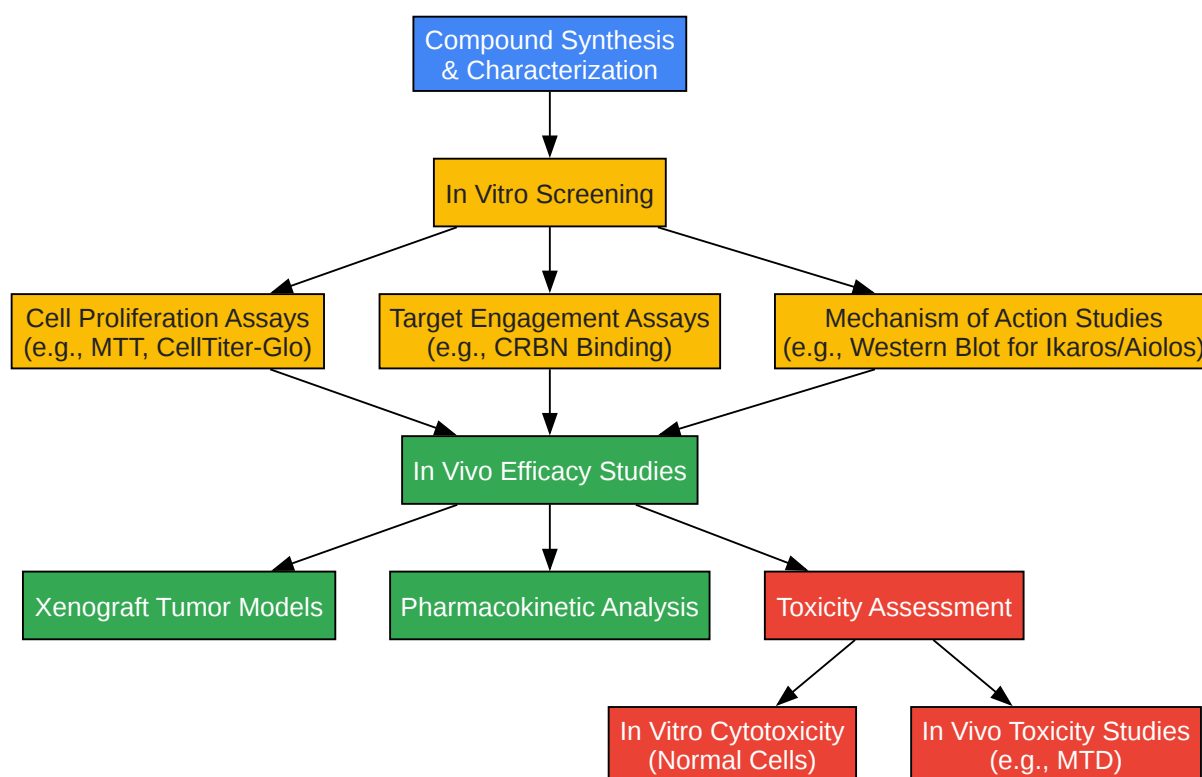 Compound Synthesis
& Characterization
In Vitro Screening
Cell Proliferation Assays
(e.g., MTT, CellTiter-Glo)
Target Engagement Assays
(e.g., CRBN Binding)
Mechanism of Action Studies
(e.g., Western Blot for Ikaros/Aiolos)
In Vivo Efficacy Studies
Xenograft Tumor Models
Pharmacokinetic Analysis
Toxicity Assessment
In Vitro Cytotoxicity
(Normal Cells)
In Vivo Toxicity Studies
(e.g., MTD)